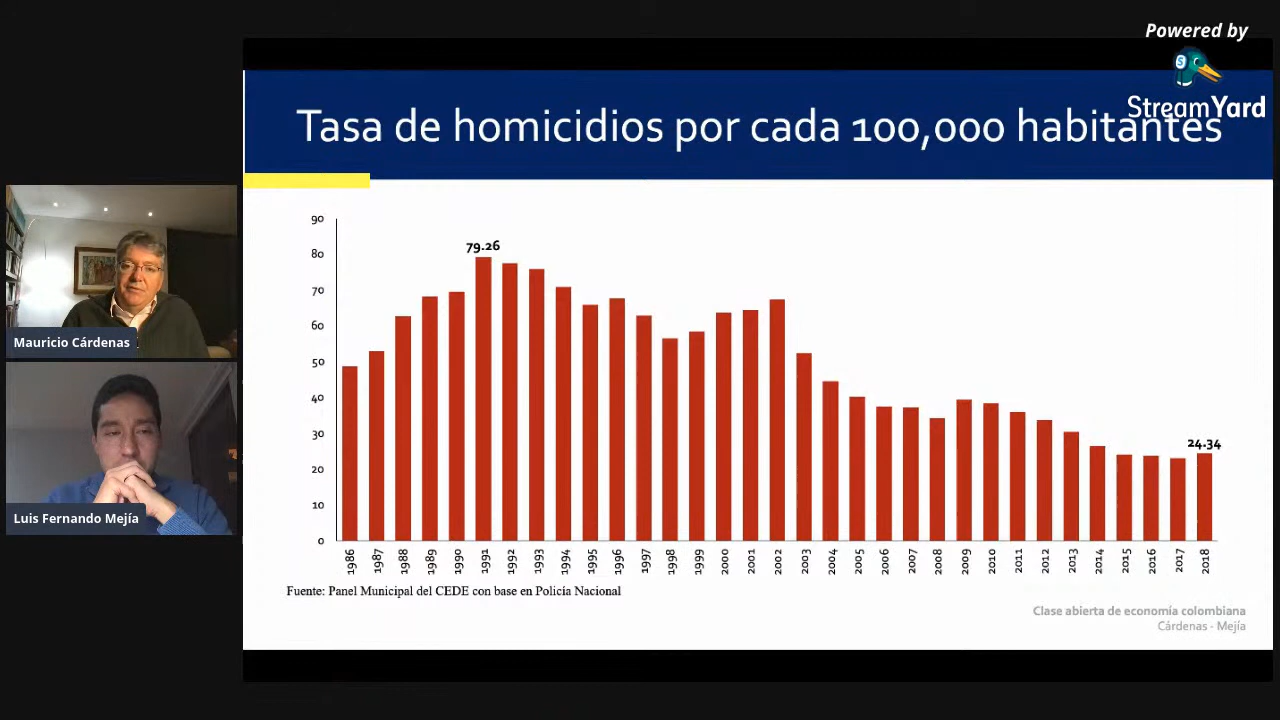 Powered by
StreamYard
Tasa de homicidios por cada 100,000 habitantes
90
80
70
60
50
40
30
20
10
0
79.26
24.34
1986 1987 1988 1989 1990 1991 1992 1993 1994 1995 1996 1997 1998 1999 2000 2001 2002 2003 2004 2005 2006 2007 2008 2009 2010 2011 2012 2013 2014 2015 2016 2017 2018
Fuente: Panel Municipal del CEDE con base en Policía Nacional
Clase abierta de economía colombiana
Cárdenas - Mejía
Mauricio Cárdenas
Luis Fernando Mejía